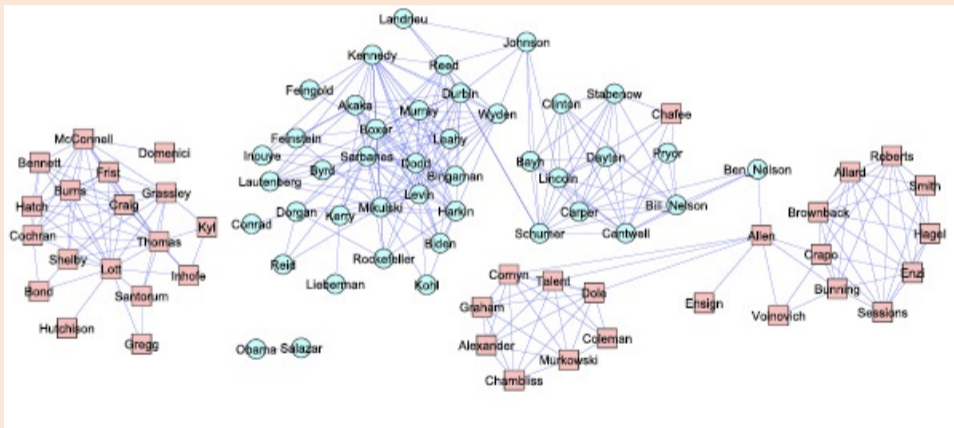 Landrieu
Johnson
Kennedy
Reed
Feingold
Durbin
Akaka
Murray
Wyden
Boxer
Leahy
Feinstein
Inouye
Sarbanes
Dodd
Byrd
Bingaman
Lautenberg
Levin
Conrad
Dorgan
Kerry
Mikulski
Harkin
Biden
Reid
Rockefeller
Lieberman
Kohl
Clinton
Stabenow
Chafee
Bayh
Dayton
Pryor
Lincoln
Carper
Bill Nelson
Schumer
Cantwell
Ben Nelson
McConnell
Bennett
Domenici
Frist
Burns
Grassley
Hatch
Craig
Kyl
Cochran
Thomas
Shelby
Lott
Inhofe
Bond
Santorum
Hutchison
Gregg
Obama
Salazar
Allen
Cornyn
Talent
Dole
Graham
Ensign
Voinovich
Alexander
Coleman
Murkowski
Chambliss
Roberts
Allard
Smith
Brownback
Hagel
Crapo
Enzi
Bunning
Sessions